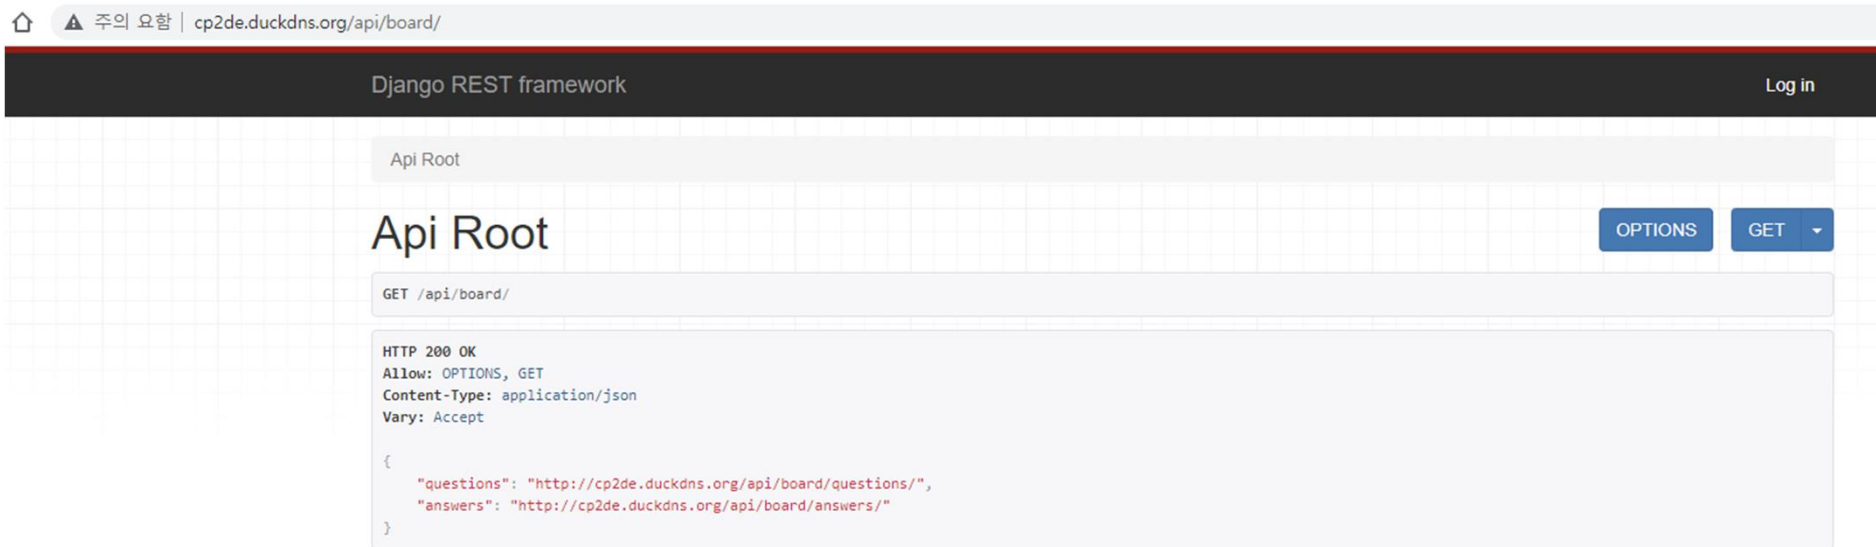 주의 요함 | cp2de.duckdns.org/api/board/
Django REST framework
Log in
Api Root
Api Root
OPTIONS
GET
GET /api/board/
HTTP 200 OK
Allow: OPTIONS, GET
Content-Type: application/json
Vary: Accept
{
"questions": "http://cp2de.duckdns.org/api/board/questions/",
"answers": "http://cp2de.duckdns.org/api/board/answers/"
}